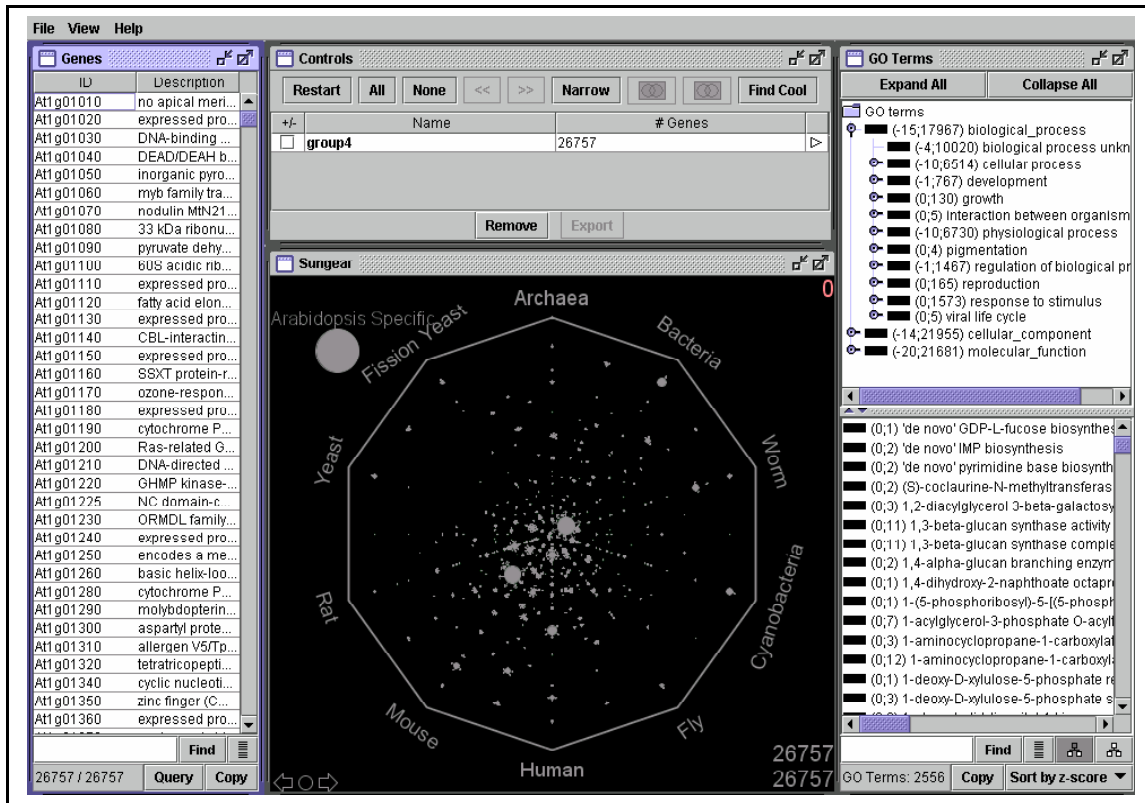 File View Help
Genes
ID Description
At1g01010 no apical meri...
At1g01020 expressed pro...
At1g01030 DNA-binding ...
At1g01040 DEAD/DEAH b...
At1g01050 inorganic pyro...
At1g01060 myb family tra...
At1g01070 nodulin MtN21...
At1g01080 33 kDa ribonu...
At1g01090 pyruvate dehy...
At1g01100 60S acidic rib...
At1g01110 expressed pro...
At1g01120 fatty acid elon...
At1g01130 expressed pro...
At1g01140 CBL-interactin...
At1g01150 expressed pro...
At1g01160 SSXT protein-r...
At1g01170 ozone-respon...
At1g01180 expressed pro...
At1g01190 cytochrome P...
At1g01200 Ras-related G...
At1g01210 DNA-directed ...
At1g01220 GHMP kinase-...
At1g01225 NC domain-c...
At1g01230 ORMDL family...
At1g01240 expressed pro...
At1g01250 encodes a me...
At1g01260 basic helix-loo...
At1g01280 cytochrome P...
At1g01290 molybdopterin...
At1g01300 aspartyl prote...
At1g01310 allergen V5/Tp...
At1g01320 tetratricopepti...
At1g01340 cyclic nucleoti...
At1g01350 zinc finger (C...
At1g01360 expressed pro...
Find
26757 / 26757 Query Copy
Controls
Restart All None << >> Narrow Find Cool
+/- Name # Genes
group4 26757
Remove Export
Sungear
0
Archaea
Arabidopsis Specific
Fission Yeast
Bacteria
Yeast
Worm
Rat
Cyanobacteria
Mouse
Fly
Human
26757
26757
GO Terms
Expand All Collapse All
GO terms
(-15;17967) biological_process
(-4;10020) biological process unkn
(-10;6514) cellular process
(-1;767) development
(0;130) growth
(0;5) interaction between organism
(-10;6730) physiological process
(0;4) pigmentation
(-1;1467) regulation of biological pr
(0;165) reproduction
(0;1573) response to stimulus
(0;5) viral life cycle
(-14;21955) cellular_component
(-20;21681) molecular_function
(0;1) 'de novo' GDP-L-fucose biosynthes
(0;2) 'de novo' IMP biosynthesis
(0;2) 'de novo' pyrimidine base biosynth
(0;2) (S)-coclaurine-N-methyltransferas
(0;3) 1,2-diacylglycerol 3-beta-galactosy
(0;11) 1,3-beta-glucan synthase activity
(0;11) 1,3-beta-glucan synthase comple
(0;2) 1,4-alpha-glucan branching enzym
(0;1) 1,4-dihydroxy-2-naphthoate octapre
(0;1) 1-(5-phosphoribosyl)-5-[(5-phosph
(0;7) 1-acylglycerol-3-phosphate O-acylt
(0;3) 1-aminocyclopropane-1-carboxylat
(0;12) 1-aminocyclopropane-1-carboxyl
(0;1) 1-deoxy-D-xylulose-5-phosphate re
(0;3) 1-deoxy-D-xylulose-5-phosphate s
Find
GO Terms: 2556 Copy Sort by z-score